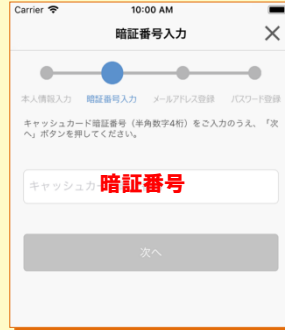 Carrier 10:00 AM
暗証番号入力
本人情報入力 暗証番号入力 メールアドレス登録 パスワード登録
キャッシュカード暗証番号（半角数字4桁）をご入力のうえ、「次
へ」ボタンを押してください。
キャッシュカ
暗証番号
次へ